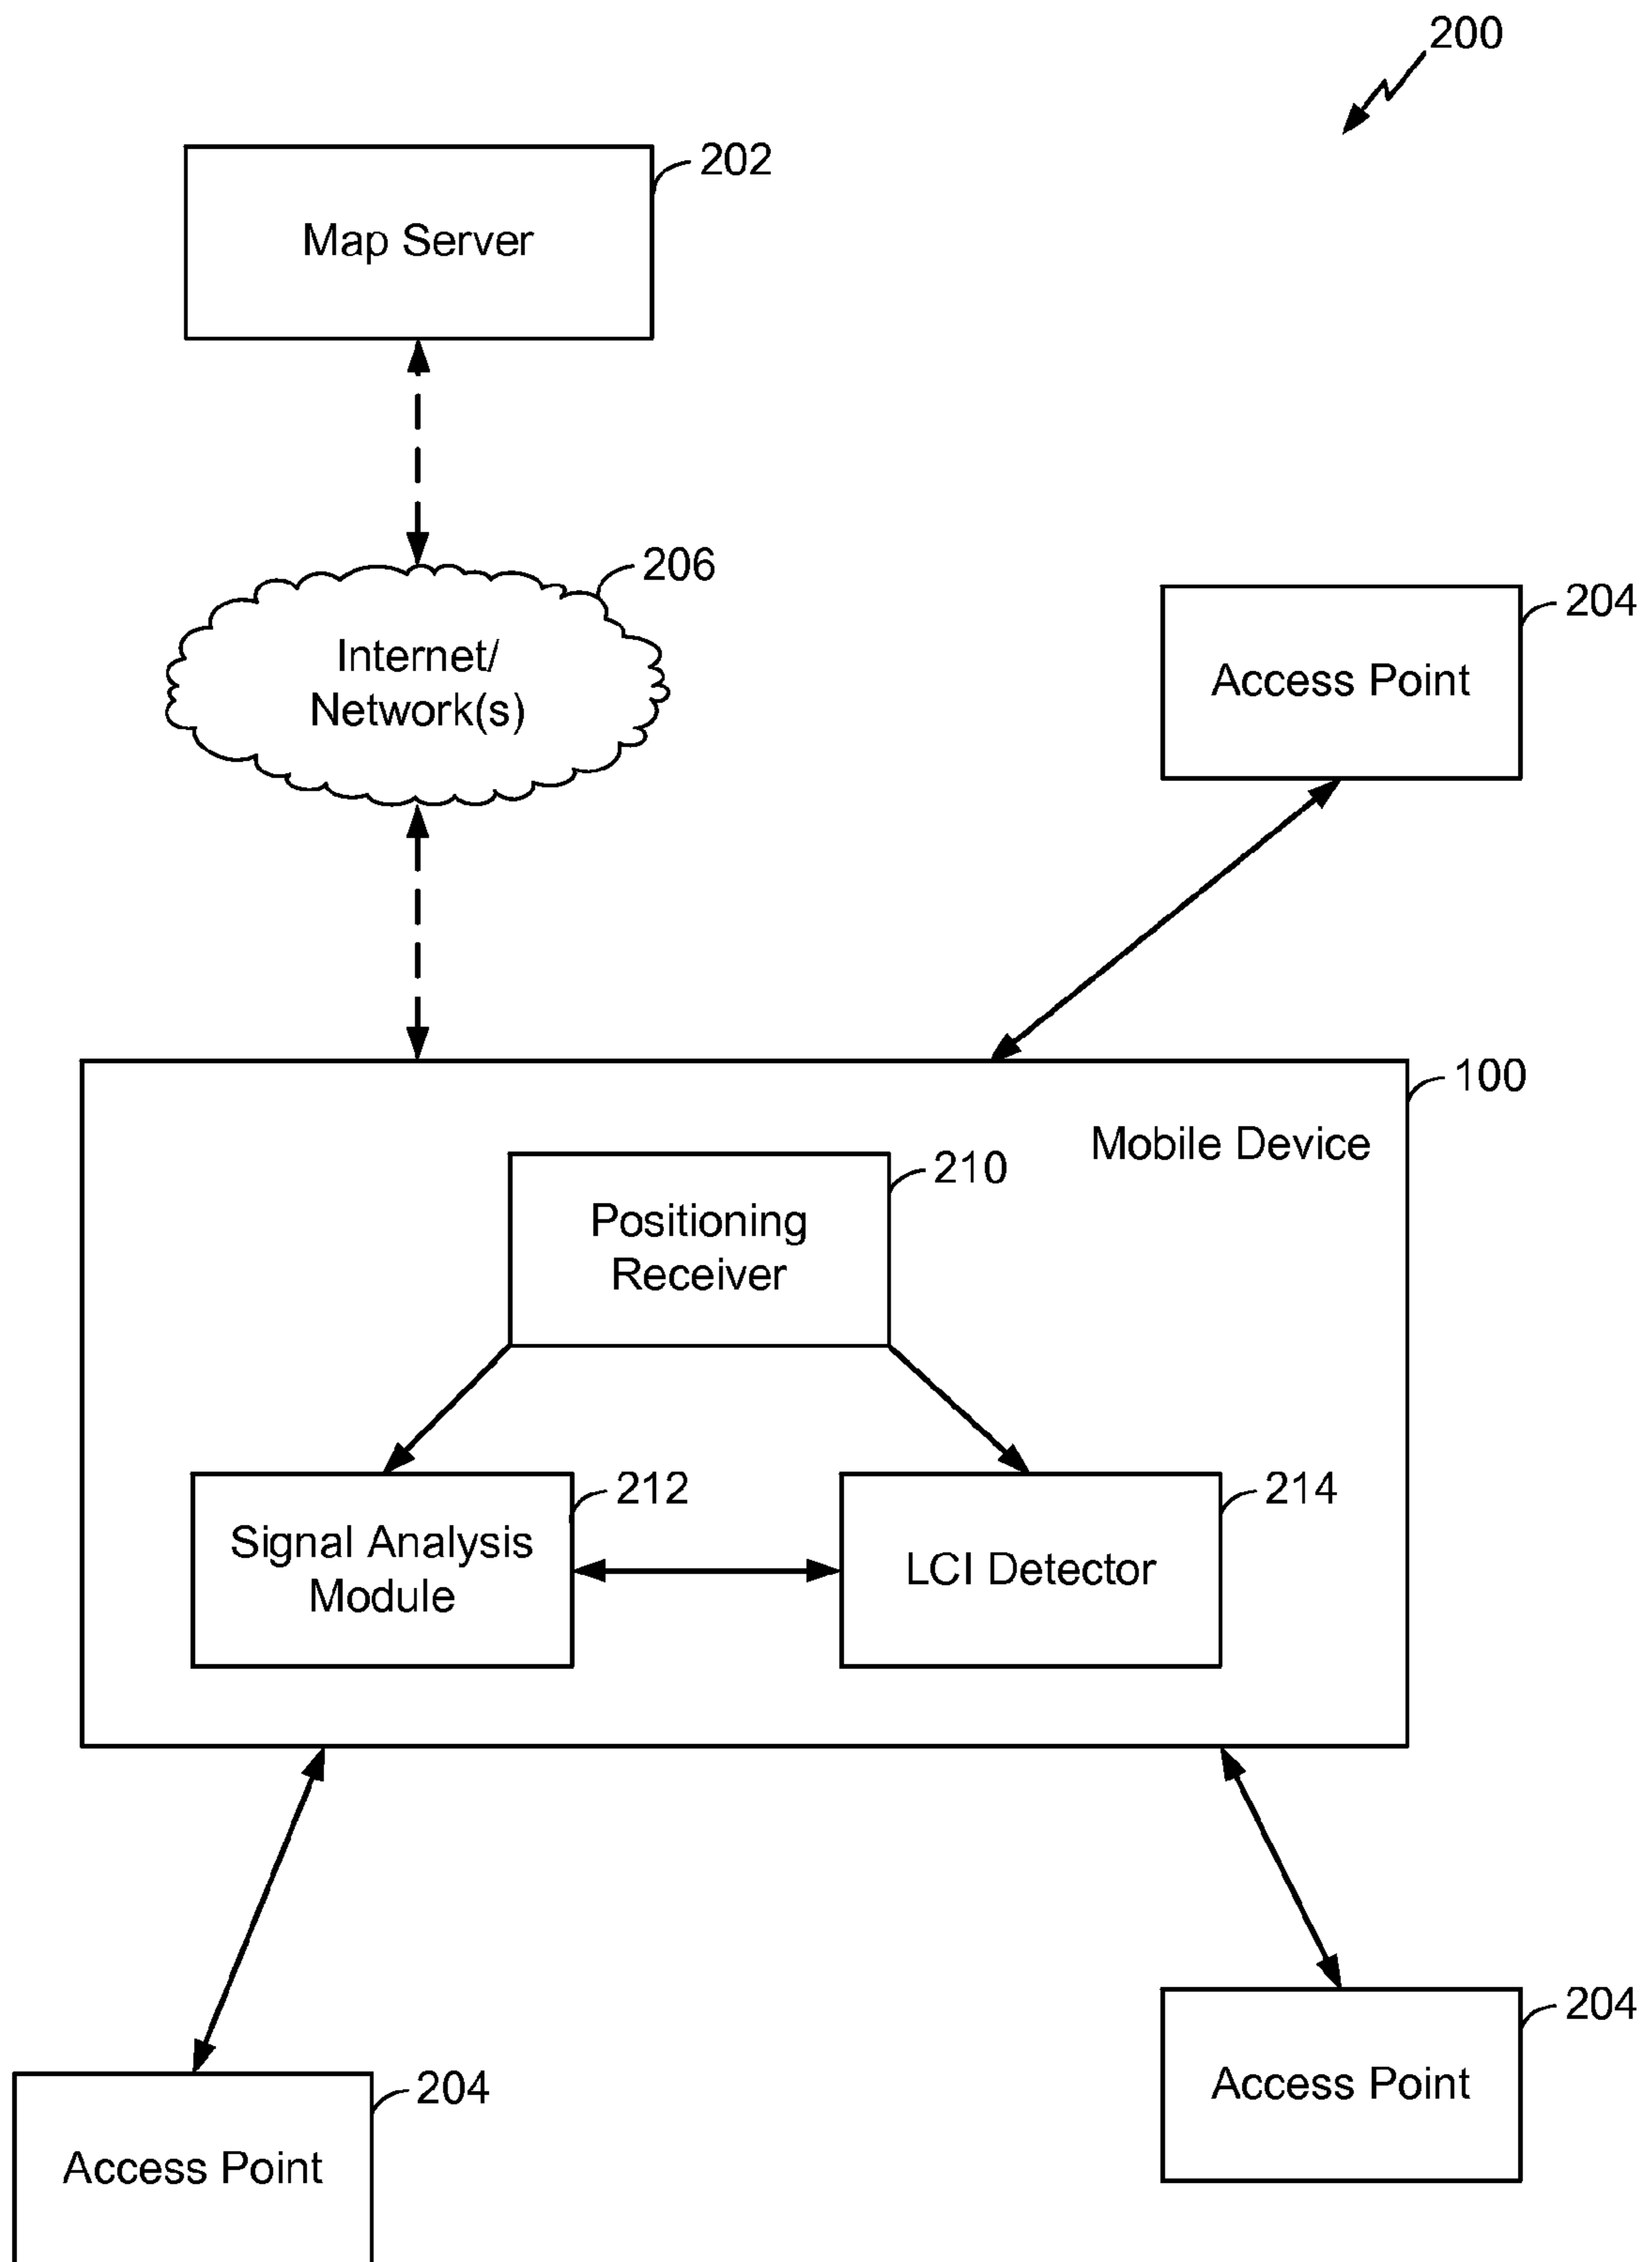 200
202
Map Server
206
Internet/
Network(s)
204
Access Point
100
Mobile Device
210
Positioning
Receiver
212
Signal Analysis
Module
214
LCI Detector
204
Access Point
204
Access Point